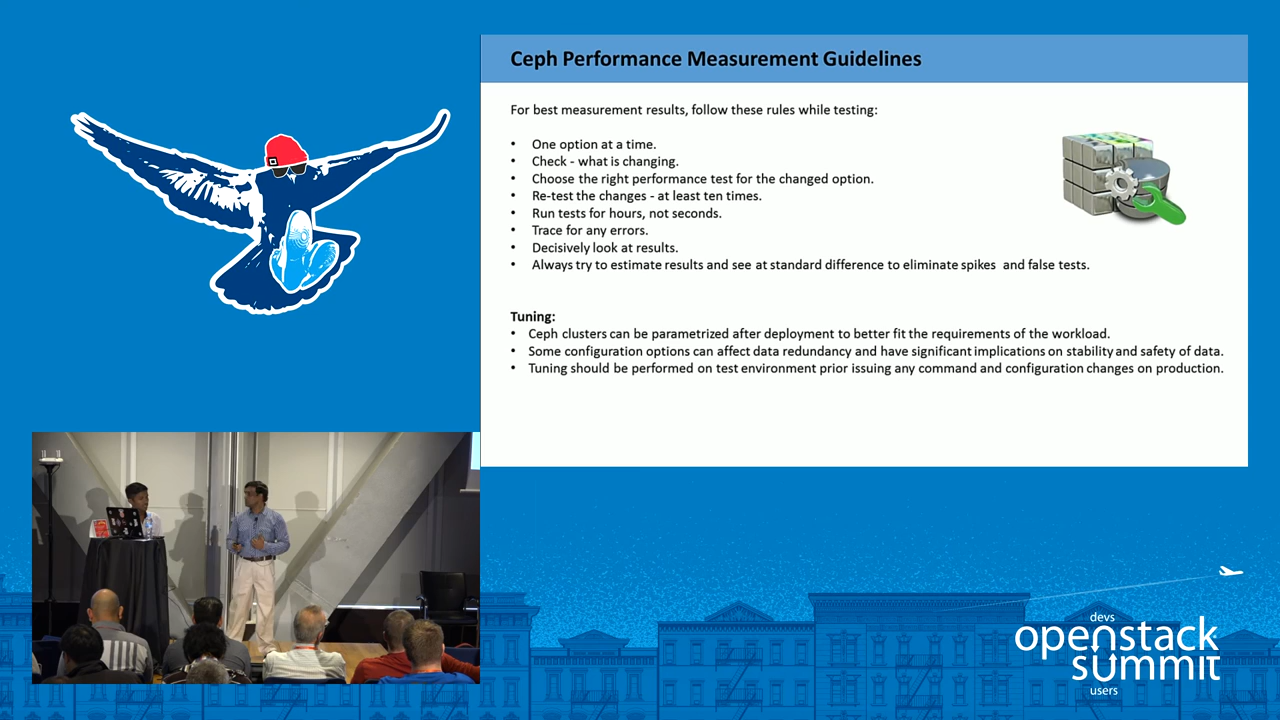 Ceph Performance Measurement Guidelines
For best measurement results, follow these rules while testing:
• One option at a time.
• Check - what is changing.
• Choose the right performance test for the changed option.
• Re-test the changes - at least ten times.
• Run tests for hours, not seconds.
• Trace for any errors.
• Decisively look at results.
• Always try to estimate results and see at standard difference to eliminate spikes and false tests.
Tuning:
• Ceph clusters can be parametrized after deployment to better fit the requirements of the workload.
• Some configuration options can affect data redundancy and have significant implications on stability and safety of data.
• Tuning should be performed on test environment prior issuing any command and configuration changes on production.
devs
openstack
summit
users